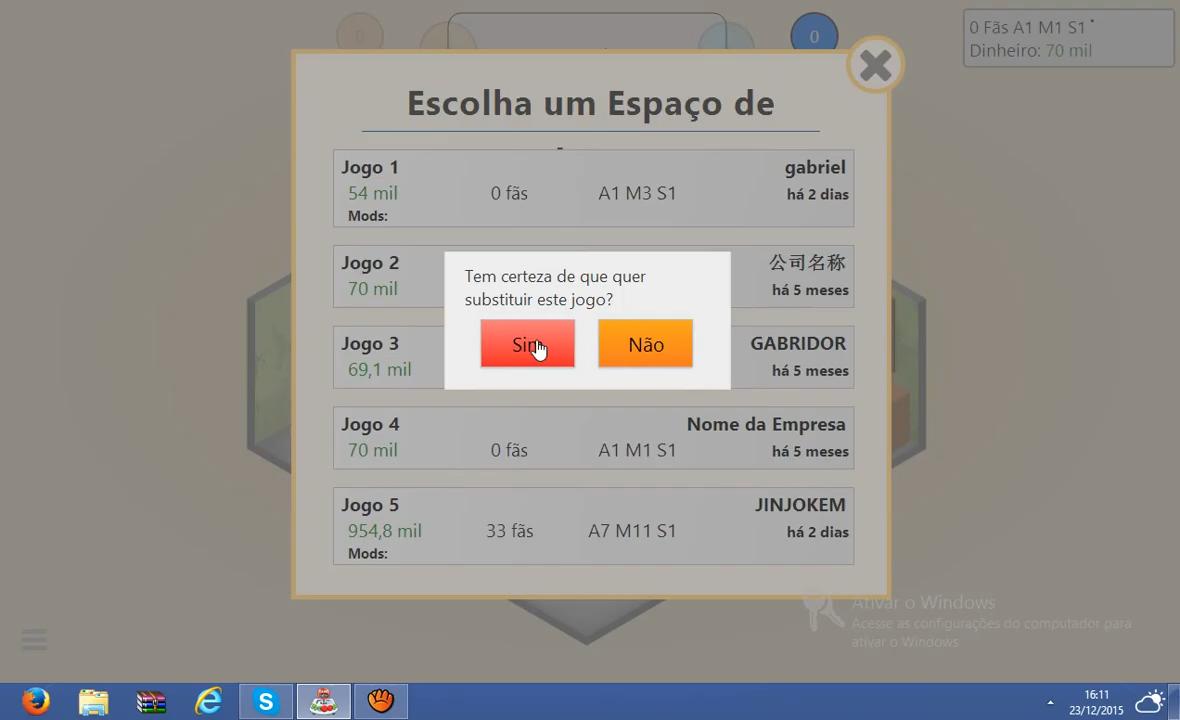 0
0
0 Fãs A1 M1 S1
Dinheiro: 70 mil
Escolha um Espaço de
Jogo 1
gabriel
54 mil
0 fãs
A1 M3 S1
há 2 dias
Mods:
Jogo 2
公司名称
70 mil
há 5 meses
Tem certeza de que quer
substituir este jogo?
Sim
Não
Jogo 3
GABRIDOR
69,1 mil
há 5 meses
Jogo 4
Nome da Empresa
70 mil
0 fãs
A1 M1 S1
há 5 meses
Jogo 5
JINJOKEM
954,8 mil
33 fãs
A7 M11 S1
há 2 dias
Mods:
Ativar o Windows
Acesse as configurações do computador para
ativar o Windows
16:11
23/12/2015